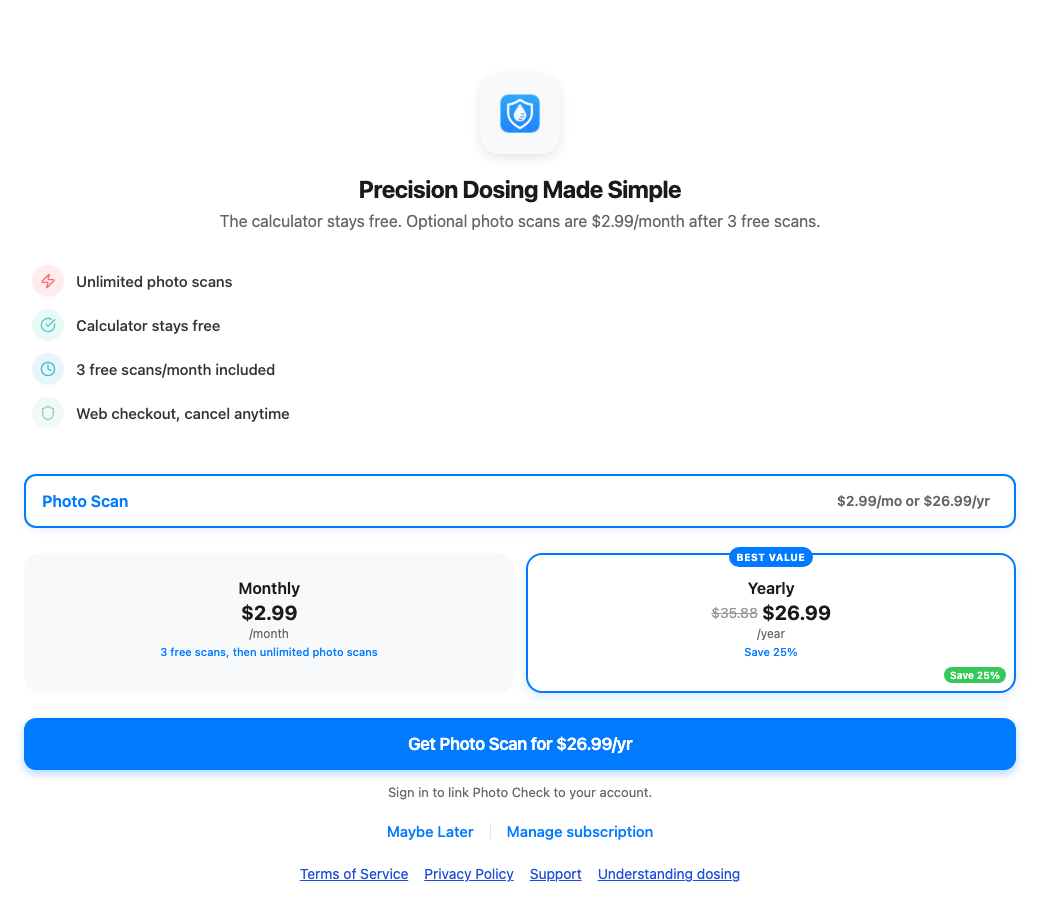 Precision Dosing Made Simple
The calculator stays free. Optional photo scans are $2.99/month after 3 free scans.
Unlimited photo scans
Calculator stays free
3 free scans/month included
Web checkout, cancel anytime
Photo Scan
$2.99/mo or $26.99/yr
Monthly
$2.99
/month
3 free scans, then unlimited photo scans
BEST VALUE
Yearly
$35.88 $26.99
/year
Save 25%
Save 25%
Get Photo Scan for $26.99/yr
Sign in to link Photo Check to your account.
Maybe Later
Manage subscription
Terms of Service Privacy Policy Support Understanding dosing